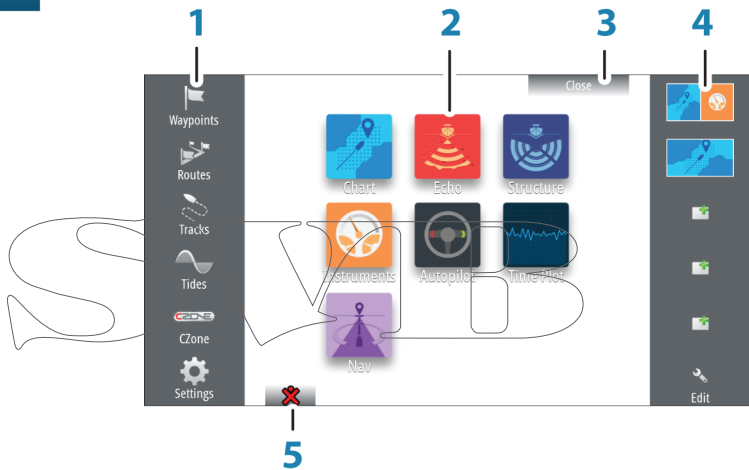 1 2 3 4
Close
Waypoints
Routes
Tracks
Tides
CZONE
CZone
Settings
Chart Echo Structure
Instruments Autopilot Time Plot
Nav
Edit
5